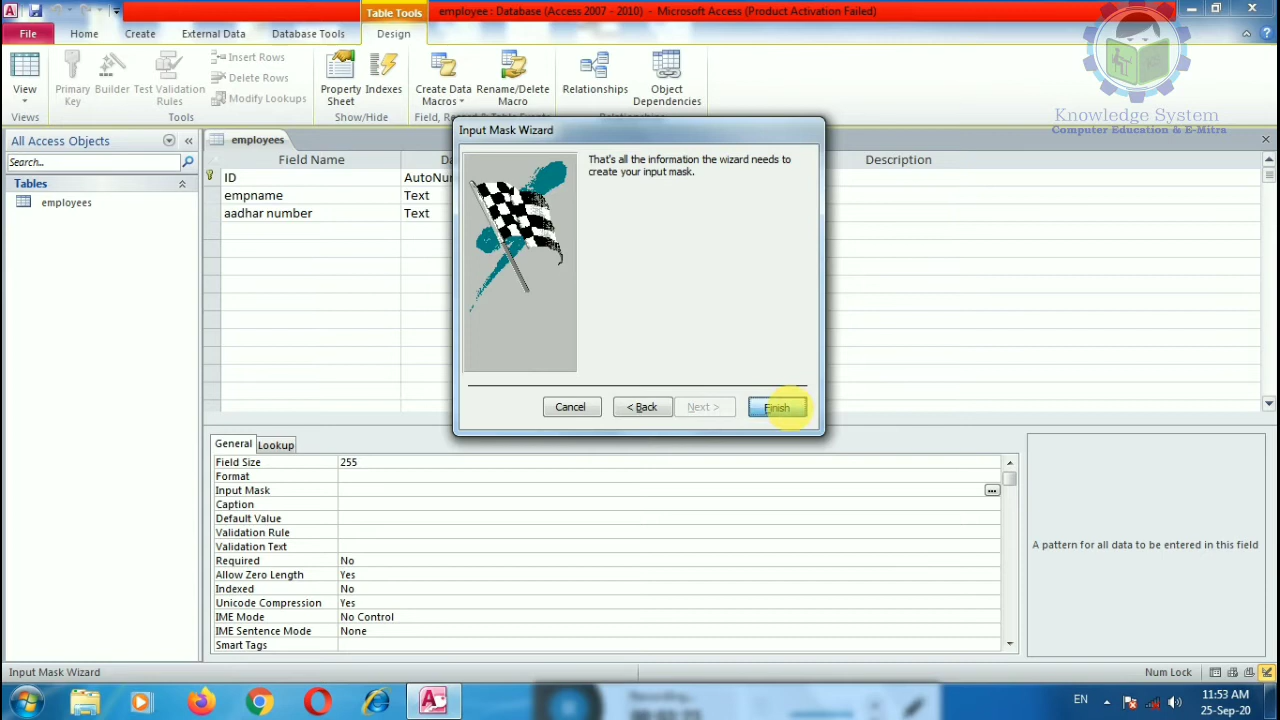 Table Tools
employee : Database (Access 2007 - 2010) - Microsoft Access (Product Activation Failed)
File
Home
Create
External Data
Database Tools
Design
View
Primary Key
Builder
Test Validation Rules
Insert Rows
Delete Rows
Modify Lookups
Property Sheet
Indexes
Create Data Macros
Rename/Delete Macro
Relationships
Object Dependencies
Views
Tools
Show/Hide
Field, Record & Table Events
Knowledge System
Computer Education & E-Mitra
All Access Objects
Search...
Tables
employees
employees
Field Name
Description
ID
AutoNu
empname
Text
aadhar number
Text
Input Mask Wizard
That's all the information the wizard needs to
create your input mask.
Cancel
< Back
Next >
Finish
General
Lookup
Field Size 255
Format
Input Mask
Caption
Default Value
Validation Rule
Validation Text
Required No
Allow Zero Length Yes
Indexed No
Unicode Compression Yes
IME Mode No Control
IME Sentence Mode None
Smart Tags
A pattern for all data to be entered in this field
Input Mask Wizard
Num Lock
EN
11:53 AM
25-Sep-20
Recording...